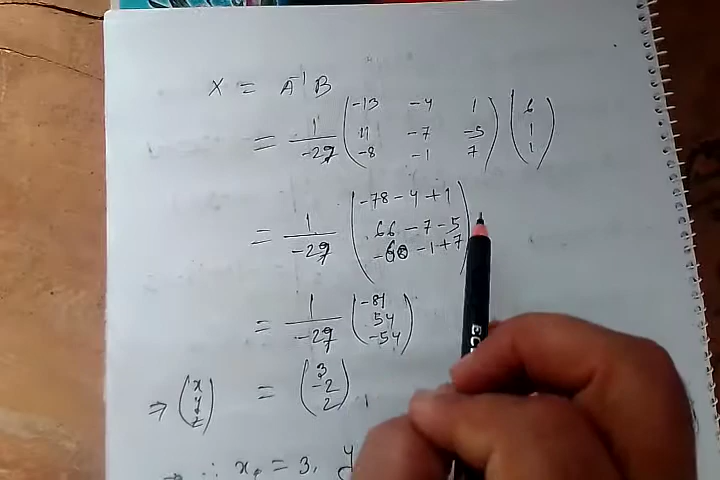 X = A⁻¹B
= 1/-27 (-13 -4 1; 11 -7 -5; -8 -1 7) (6; 1; 1)
= 1/-27 (-78 - 4 + 1; 66 - 7 - 5; -60 - 1 + 7)
= 1/-27 (-81; 54; -54)
⇒ (x; y; z) = (3; -2; 2)
⇒ ∴ x = 3, y